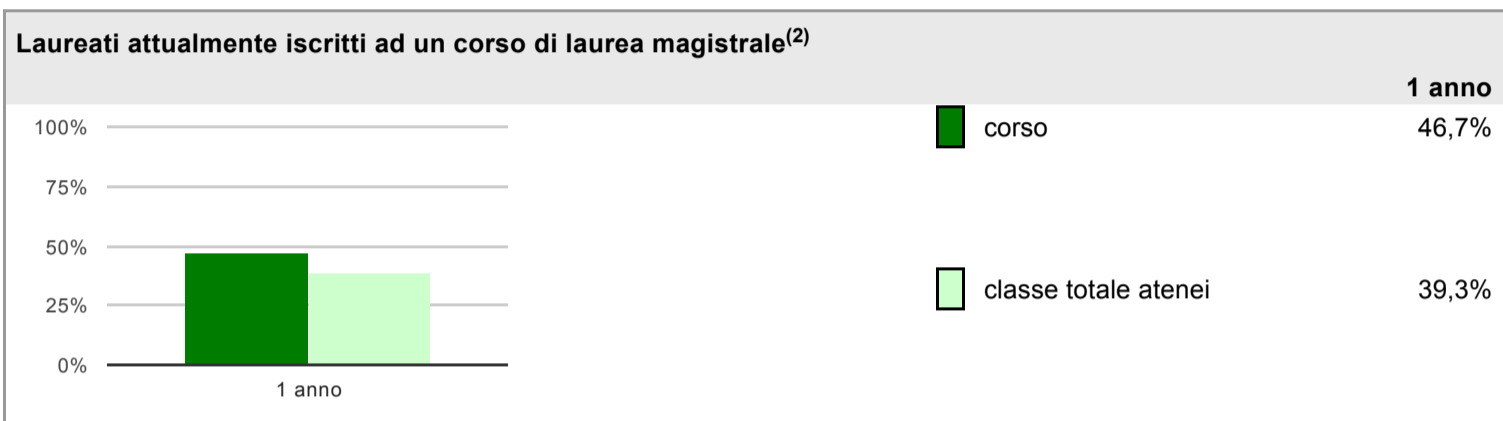 Laureati attualmente iscritti ad un corso di laurea magistrale(2)
1 anno
100%
75%
50%
25%
0%
1 anno
corso 46,7%
classe totale atenei 39,3%